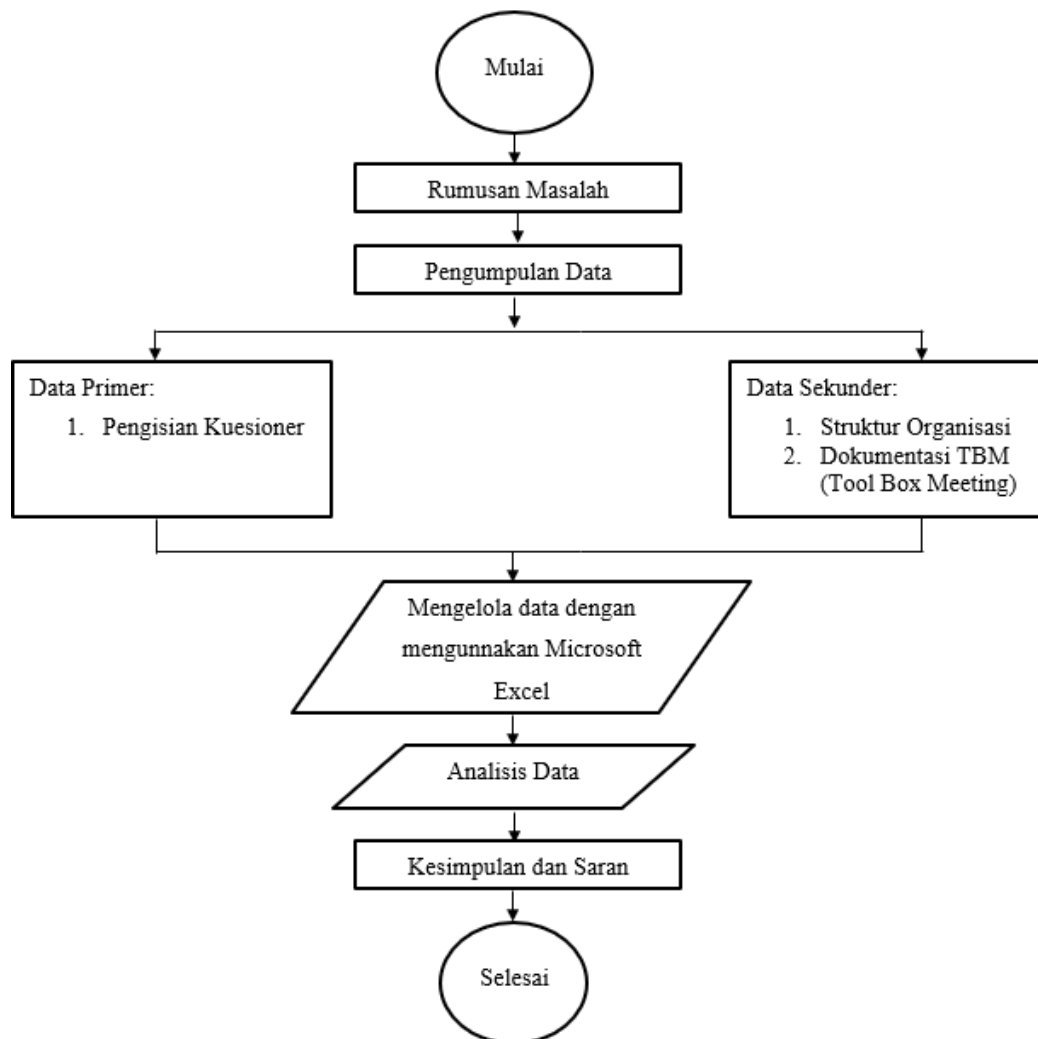 Mulai
Rumusan Masalah
Pengumpulan Data
Data Primer:
1. Pengisian Kuesioner
Data Sekunder:
1. Struktur Organisasi
2. Dokumentasi TBM
(Tool Box Meeting)
Mengelola data dengan
mengunnakan Microsoft
Excel
Analisis Data
Kesimpulan dan Saran
Selesai